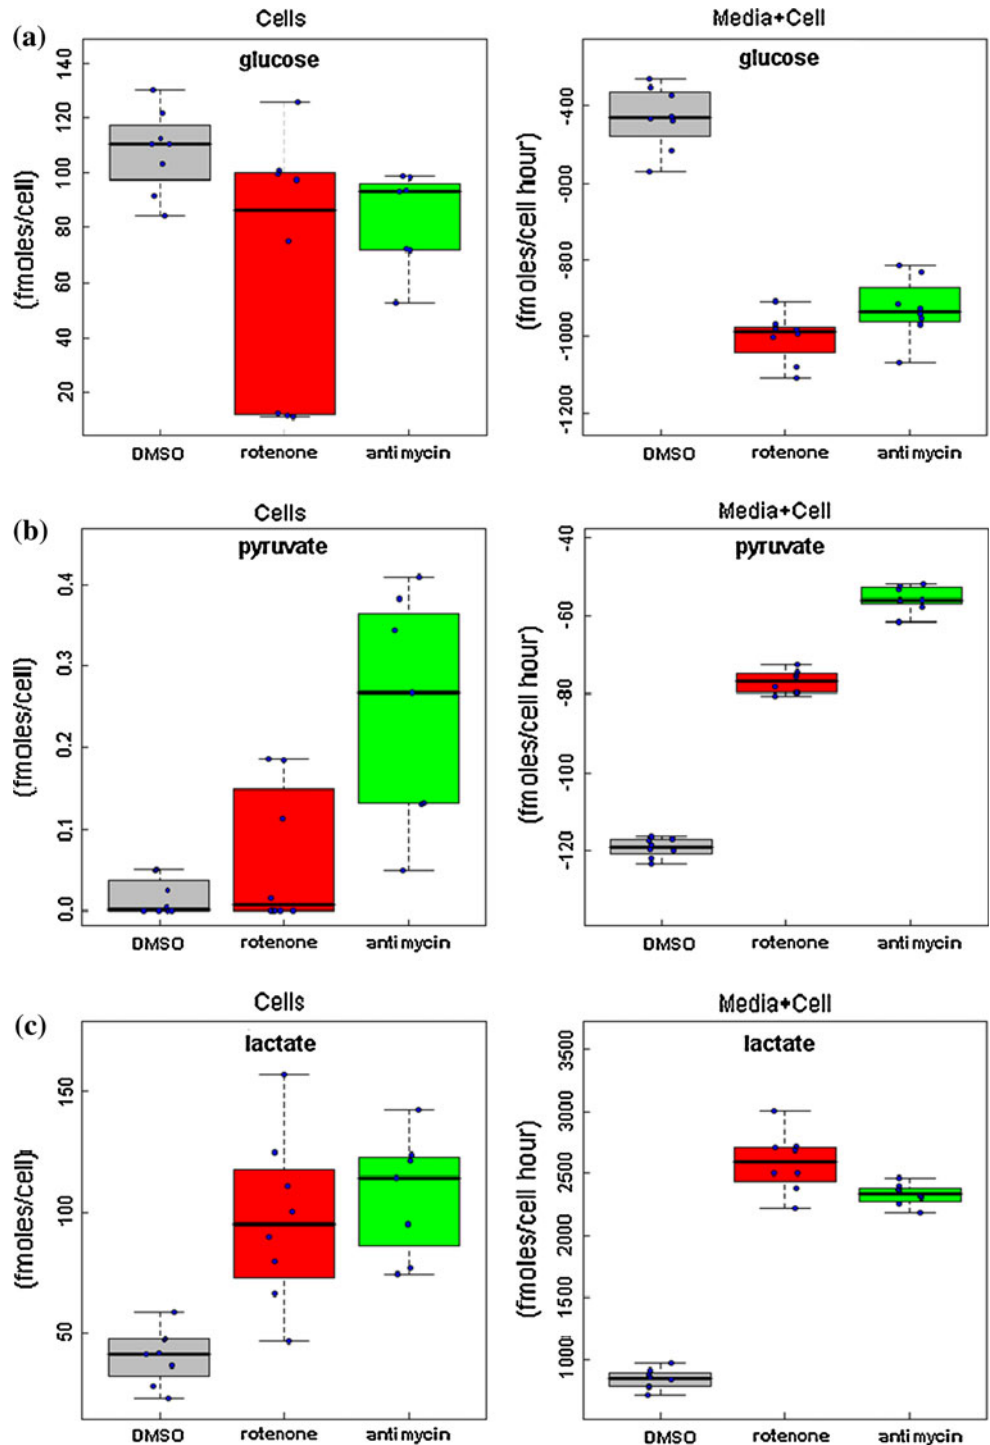 (a)
Cells
glucose
(fmoles/cell)
140
120
100
80
60
40
20
DMSO
rotenone
antimycin
Media+Cell
glucose
(fmoles/cell hour)
-400
-600
-800
-1000
-1200
DMSO
rotenone
antimycin
(b)
Cells
pyruvate
(fmoles/cell)
0.4
0.3
0.2
0.1
0.0
DMSO
rotenone
antimycin
Media+Cell
pyruvate
(fmoles/cell hour)
-40
-60
-80
-100
-120
DMSO
rotenone
antimycin
(c)
Cells
lactate
(fmoles/cell)
150
100
50
DMSO
rotenone
antimycin
Media+Cell
lactate
(fmoles/cell hour)
3500
3000
2500
2000
1500
1000
DMSO
rotenone
antimycin